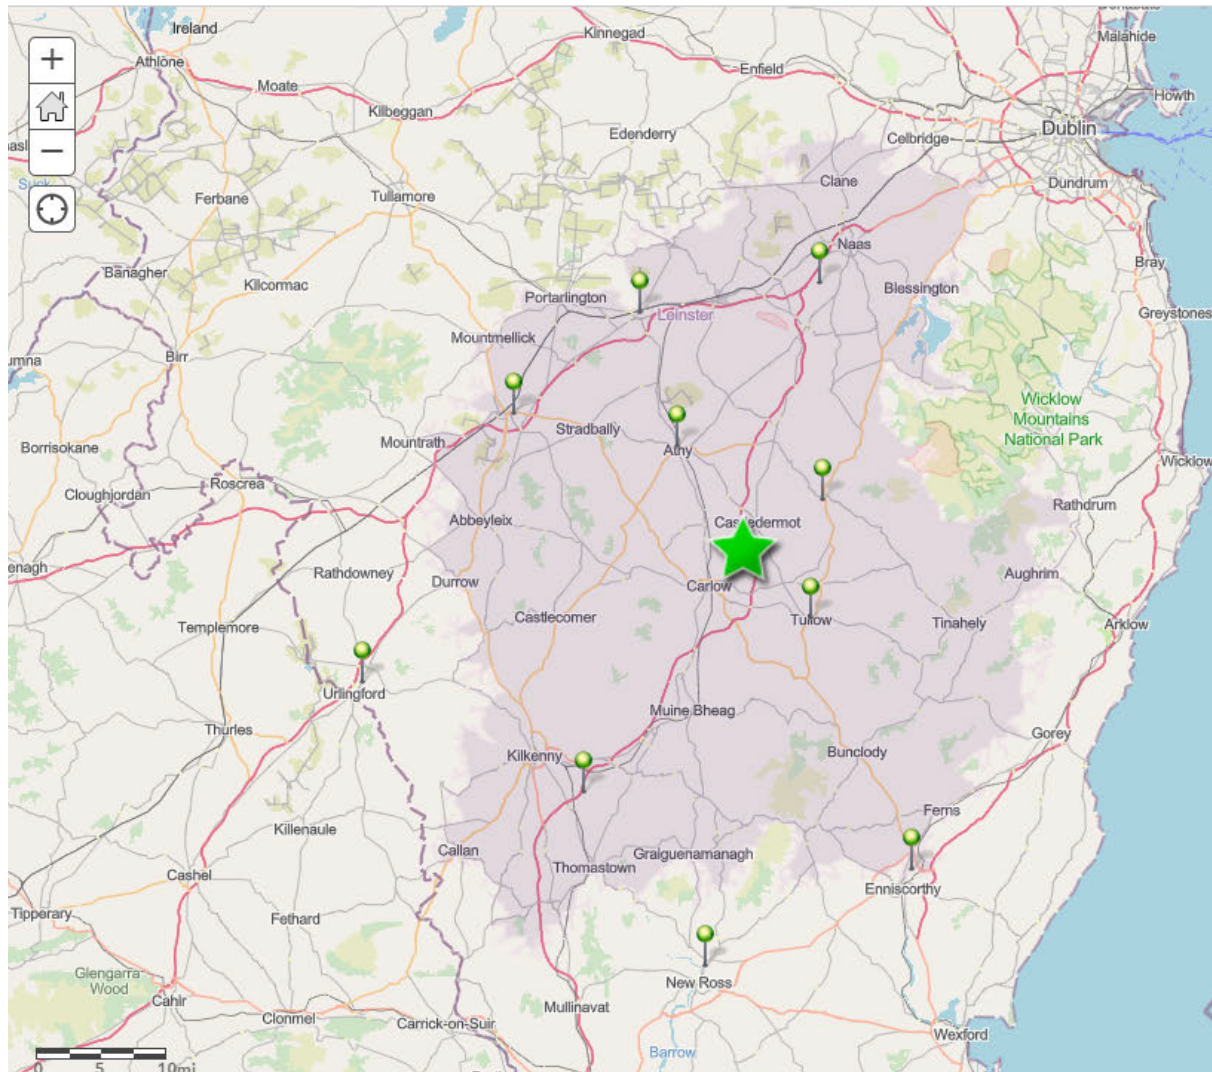 Donabate
Ireland
Kinnegad
Malahide
Athlone
Enfield
Moate
Howth
Kilbeggan
Dublin
Edenderry
Celbridge
Suck
Clane
Dundrum
Ferbane
Tullamore
Naas
Bray
Banagher
Kilcormac
Blessington
Portarlington
Leinster
Greystones
Mountmellick
Birr
Wicklow
Mountains
National Park
Stradbally
Mountrath
Borrisokane
Athy
Wicklow
Roscrea
Cloughjordan
Rathdrum
Abbeyleix
Castledermot
enagh
Rathdowney
Aughrim
Durrow
Carlow
Castlecomer
Tullow
Tinahely
Arklow
Templemore
Urlingford
Muine Bheag
Thurles
Gorey
Kilkenny
Bunclody
Ferns
Killenaule
Callan
Graiguenamanagh
Thomastown
Cashel
Enniscorthy
Tipperary
Fethard
Glengarra
Wood
New Ross
Cahir
Mullinavat
Clonmel
Carrick-on-Suir
Wexford
Barrow
0 5 10mi